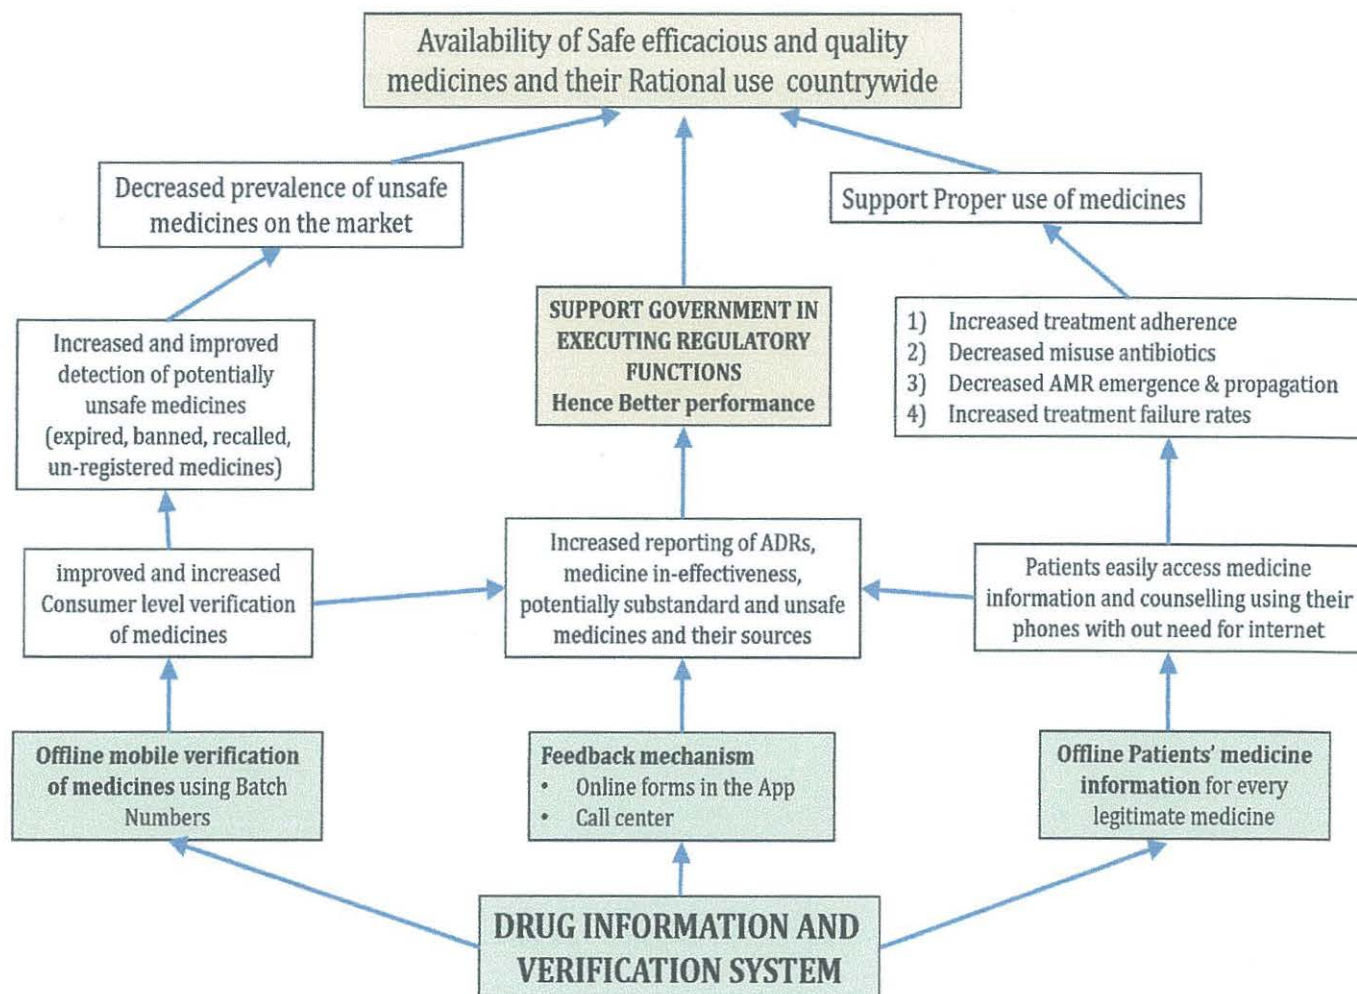 Availability of Safe efficacious and quality
medicines and their Rational use countrywide
Decreased prevalence of unsafe
medicines on the market
Support Proper use of medicines
SUPPORT GOVERNMENT IN
EXECUTING REGULATORY
FUNCTIONS
Hence Better performance
Increased and improved
detection of potentially
unsafe medicines
(expired, banned, recalled,
un-registered medicines)
1) Increased treatment adherence
2) Decreased misuse antibiotics
3) Decreased AMR emergence & propagation
4) Increased treatment failure rates
improved and increased
Consumer level verification
of medicines
Increased reporting of ADRs,
medicine in-effectiveness,
potentially substandard and unsafe
medicines and their sources
Patients easily access medicine
information and counselling using their
phones with out need for internet
Offline mobile verification
of medicines using Batch
Numbers
Feedback mechanism
• Online forms in the App
• Call center
Offline Patients' medicine
information for every
legitimate medicine
DRUG INFORMATION AND
VERIFICATION SYSTEM